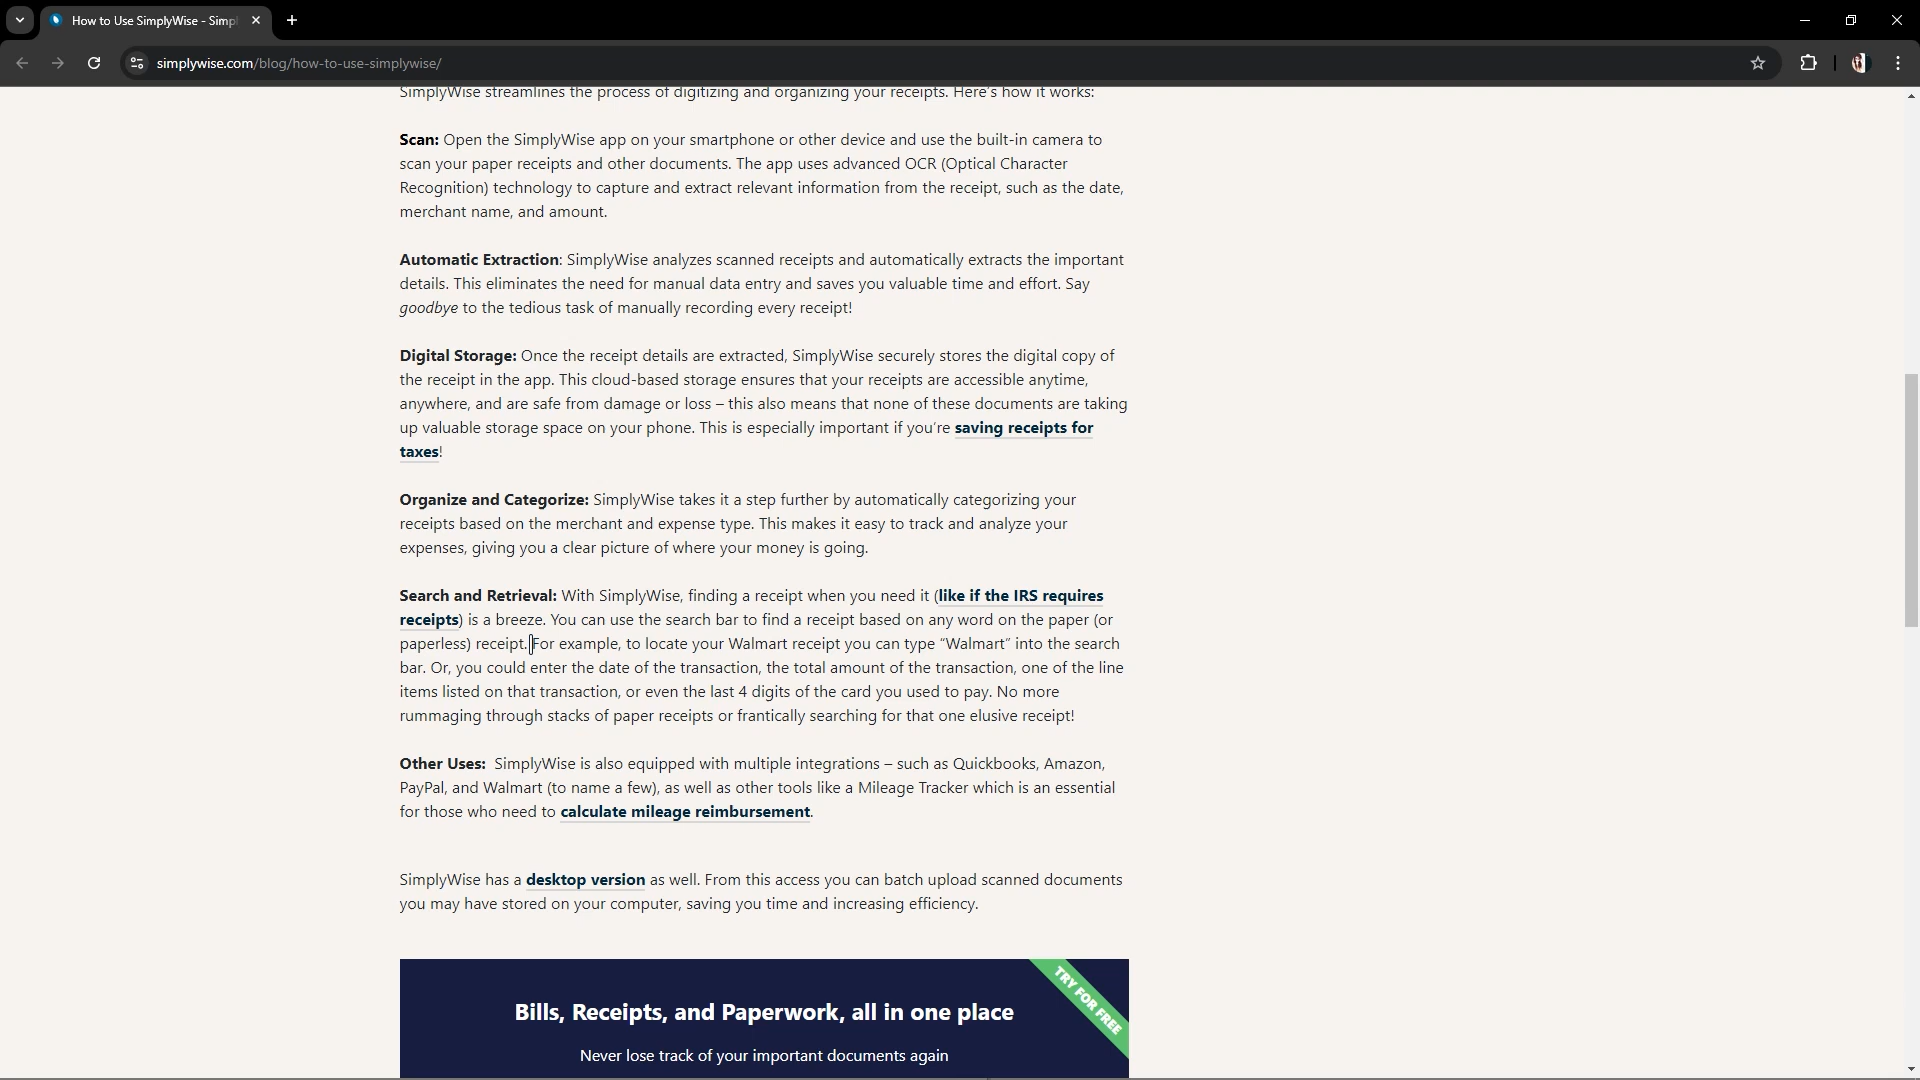 How to Use SimplyWise - Simp
simplywise.com/blog/how-to-use-simplywise/
SimplyWise streamlines the process of digitizing and organizing your receipts. Here's how it works:
Scan: Open the SimplyWise app on your smartphone or other device and use the built-in camera to
scan your paper receipts and other documents. The app uses advanced OCR (Optical Character
Recognition) technology to capture and extract relevant information from the receipt, such as the date,
merchant name, and amount.
Automatic Extraction: SimplyWise analyzes scanned receipts and automatically extracts the important
details. This eliminates the need for manual data entry and saves you valuable time and effort. Say
goodbye to the tedious task of manually recording every receipt!
Digital Storage: Once the receipt details are extracted, SimplyWise securely stores the digital copy of
the receipt in the app. This cloud-based storage ensures that your receipts are accessible anytime,
anywhere, and are safe from damage or loss – this also means that none of these documents are taking
up valuable storage space on your phone. This is especially important if you're saving receipts for
taxes!
Organize and Categorize: SimplyWise takes it a step further by automatically categorizing your
receipts based on the merchant and expense type. This makes it easy to track and analyze your
expenses, giving you a clear picture of where your money is going.
Search and Retrieval: With SimplyWise, finding a receipt when you need it (like if the IRS requires
receipts) is a breeze. You can use the search bar to find a receipt based on any word on the paper (or
paperless) receipt. For example, to locate your Walmart receipt you can type “Walmart” into the search
bar. Or, you could enter the date of the transaction, the total amount of the transaction, one of the line
items listed on that transaction, or even the last 4 digits of the card you used to pay. No more
rummaging through stacks of paper receipts or frantically searching for that one elusive receipt!
Other Uses: SimplyWise is also equipped with multiple integrations – such as Quickbooks, Amazon,
PayPal, and Walmart (to name a few), as well as other tools like a Mileage Tracker which is an essential
for those who need to calculate mileage reimbursement.
SimplyWise has a desktop version as well. From this access you can batch upload scanned documents
you may have stored on your computer, saving you time and increasing efficiency.
TRY FOR FREE
Bills, Receipts, and Paperwork, all in one place
Never lose track of your important documents again